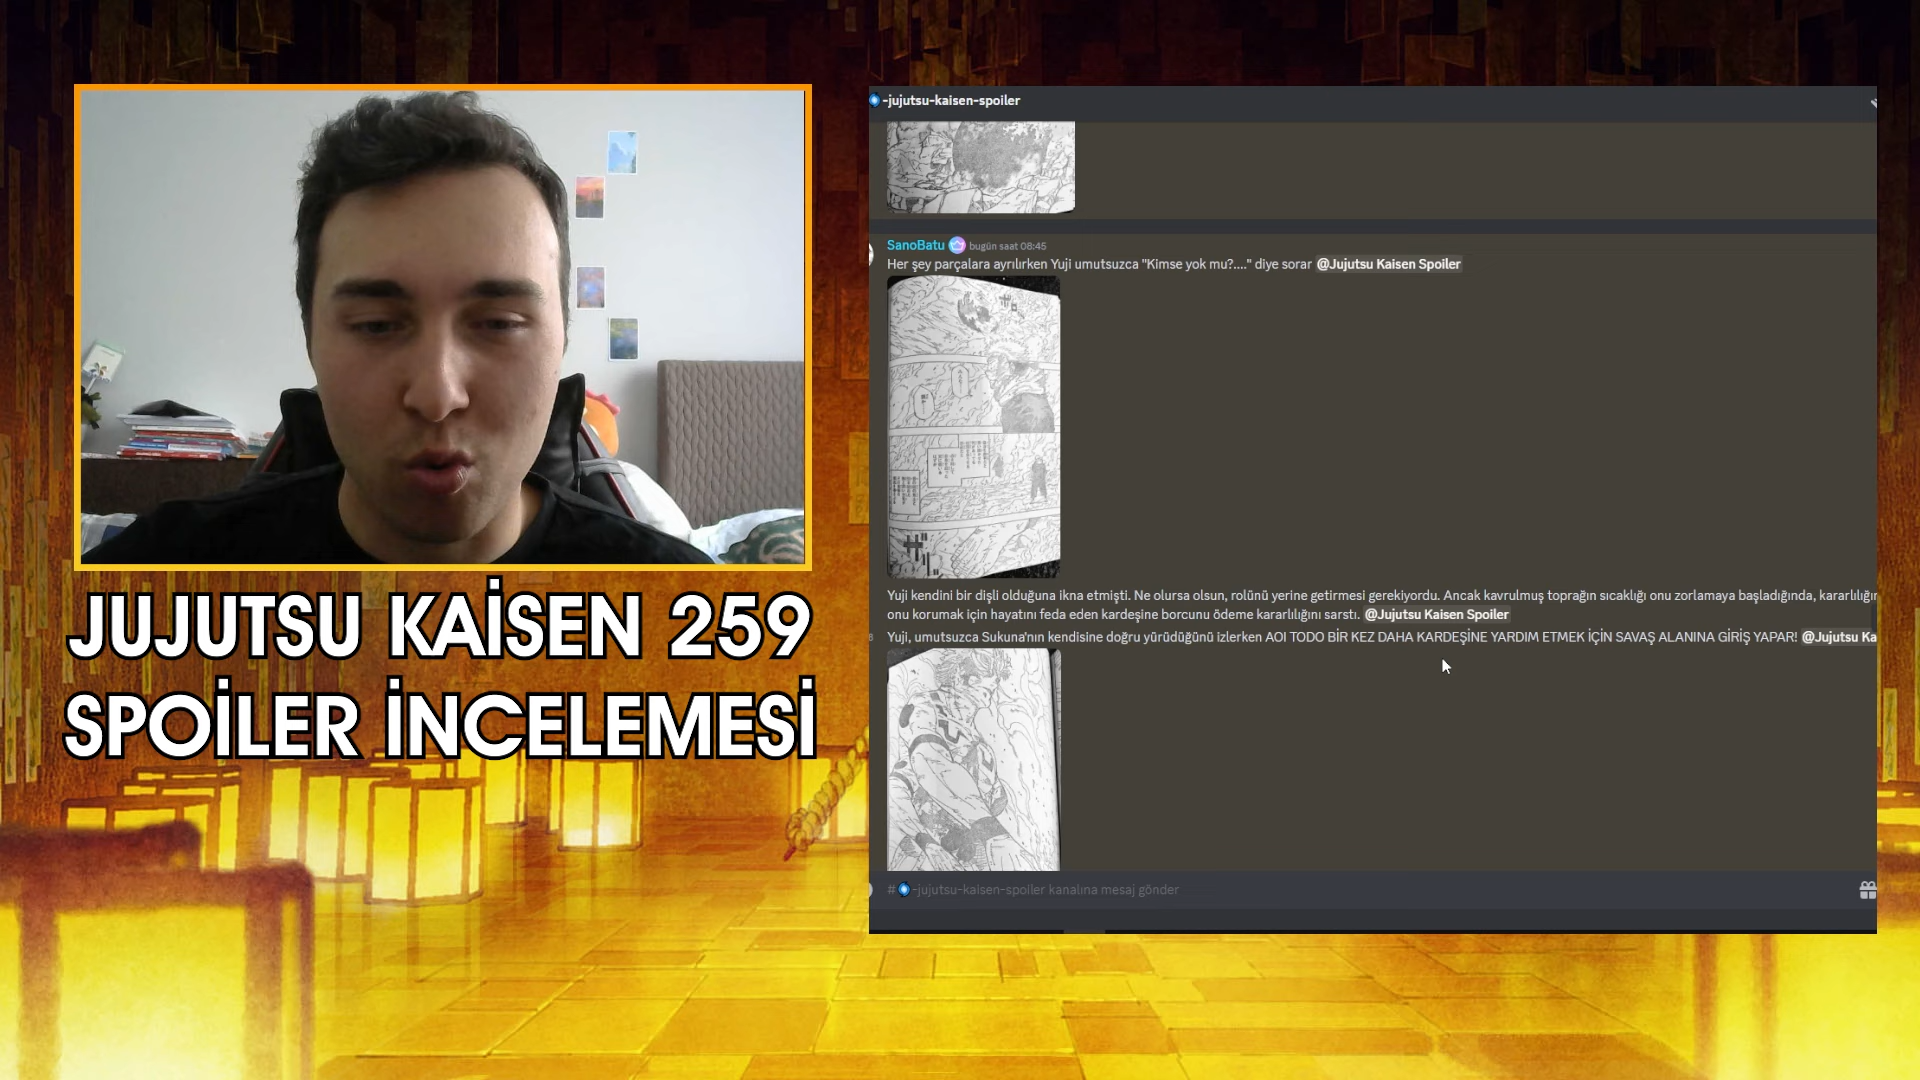 JUJUTSU KAİSEN 259
SPOİLER İNCELEMESİ
-jujutsu-kaisen-spoiler
SanoBatu bugün saat 08:45
Her şey parçalara ayrılırken Yuji umutsuzca "Kimse yok mu?...." diye sorar @Jujutsu Kaisen Spoiler
Yuji kendini bir dişli olduğuna ikna etmişti. Ne olursa olsun, rolünü yerine getirmesi gerekiyordu. Ancak kavrulmuş toprağın sıcaklığı onu zorlamaya başladığında, kararlılığın
onu korumak için hayatını feda eden kardeşine borcunu ödeme kararlılığını sarstı. @Jujutsu Kaisen Spoiler
Yuji, umutsuzca Sukuna'nın kendisine doğru yürüdüğünü izlerken AOI TODO BİR KEZ DAHA KARDEŞİNE YARDIM ETMEK İÇİN SAVAŞ ALANINA GİRİŞ YAPAR! @Jujutsu Ka
#-jujutsu-kaisen-spoiler kanalına mesaj gönder